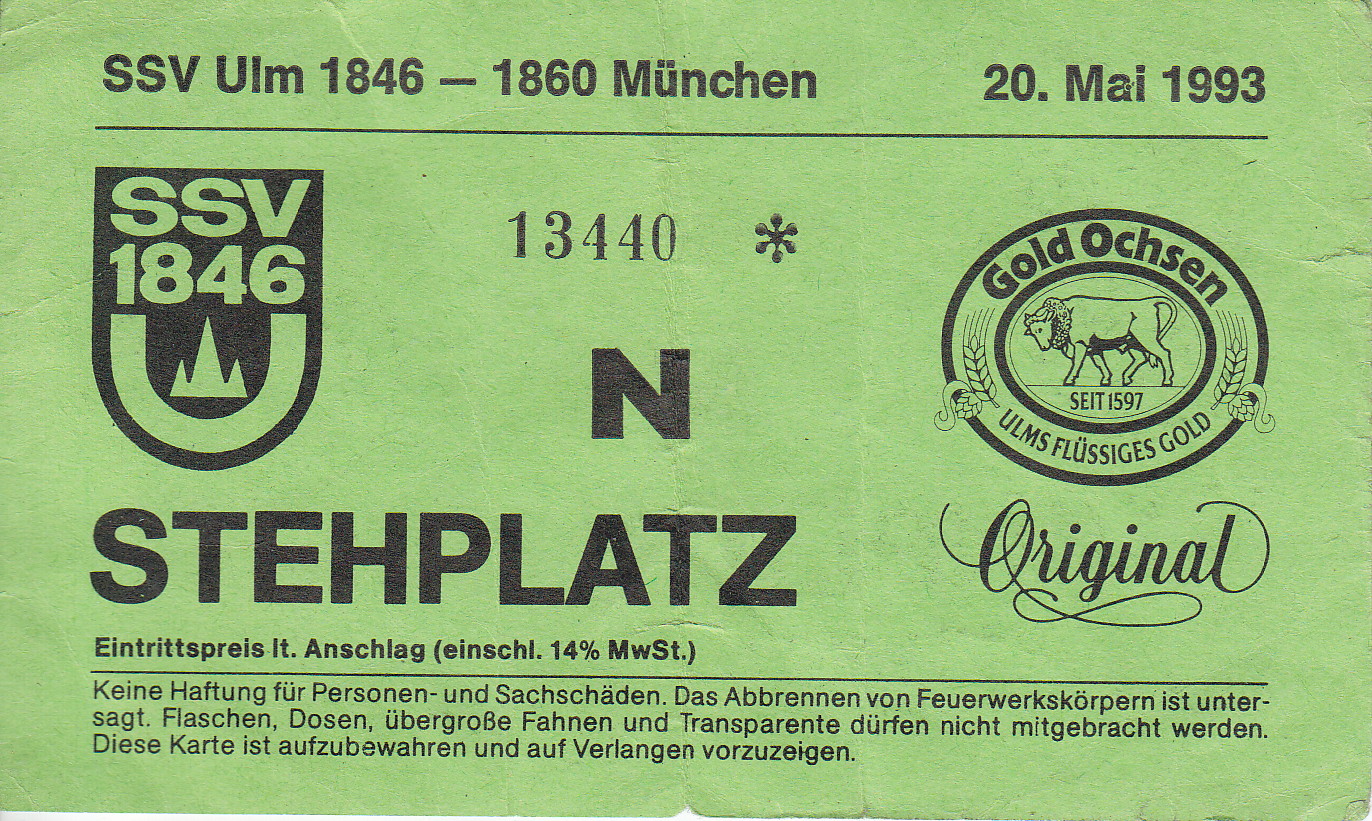 SSV Ulm 1846 — 1860 München 20. Mai 1993
SSV
1846
13440 *
N
Gold Ochsen
SEIT 1597
ULMS FLÜSSIGES GOLD
Original
STEHPLATZ
Eintrittspreis lt. Anschlag (einschl. 14% MwSt.)
Keine Haftung für Personen- und Sachschäden. Das Abbrennen von Feuerwerkskörpern ist unter-
sagt. Flaschen, Dosen, übergroße Fahnen und Transparente dürfen nicht mitgebracht werden.
Diese Karte ist aufzubewahren und auf Verlangen vorzuzeigen.